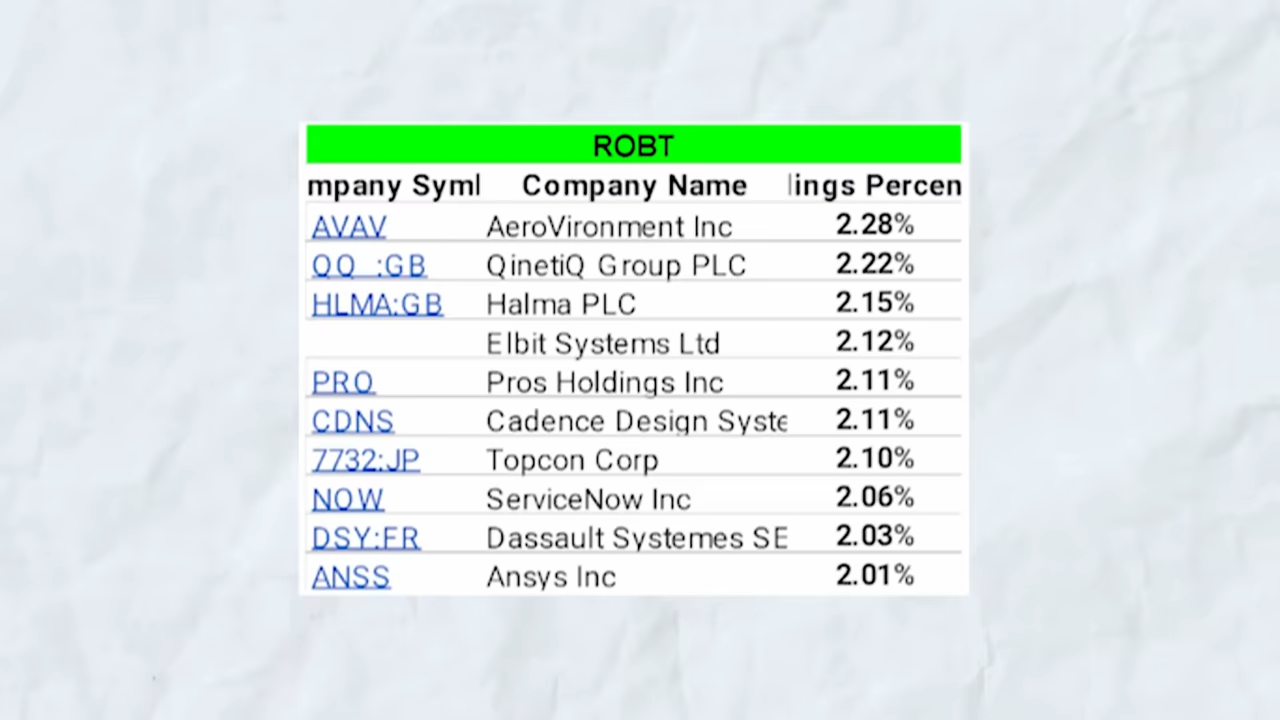 ROBT
mpany Syml Company Name lings Percen
AVAV AeroVironment Inc 2.28%
QQ :GB QinetiQ Group PLC 2.22%
HLMA:GB Halma PLC 2.15%
Elbit Systems Ltd 2.12%
PRO Pros Holdings Inc 2.11%
CDNS Cadence Design Syste 2.11%
7732:JP Topcon Corp 2.10%
NOW ServiceNow Inc 2.06%
DSY:FR Dassault Systemes SE 2.03%
ANSS Ansys Inc 2.01%